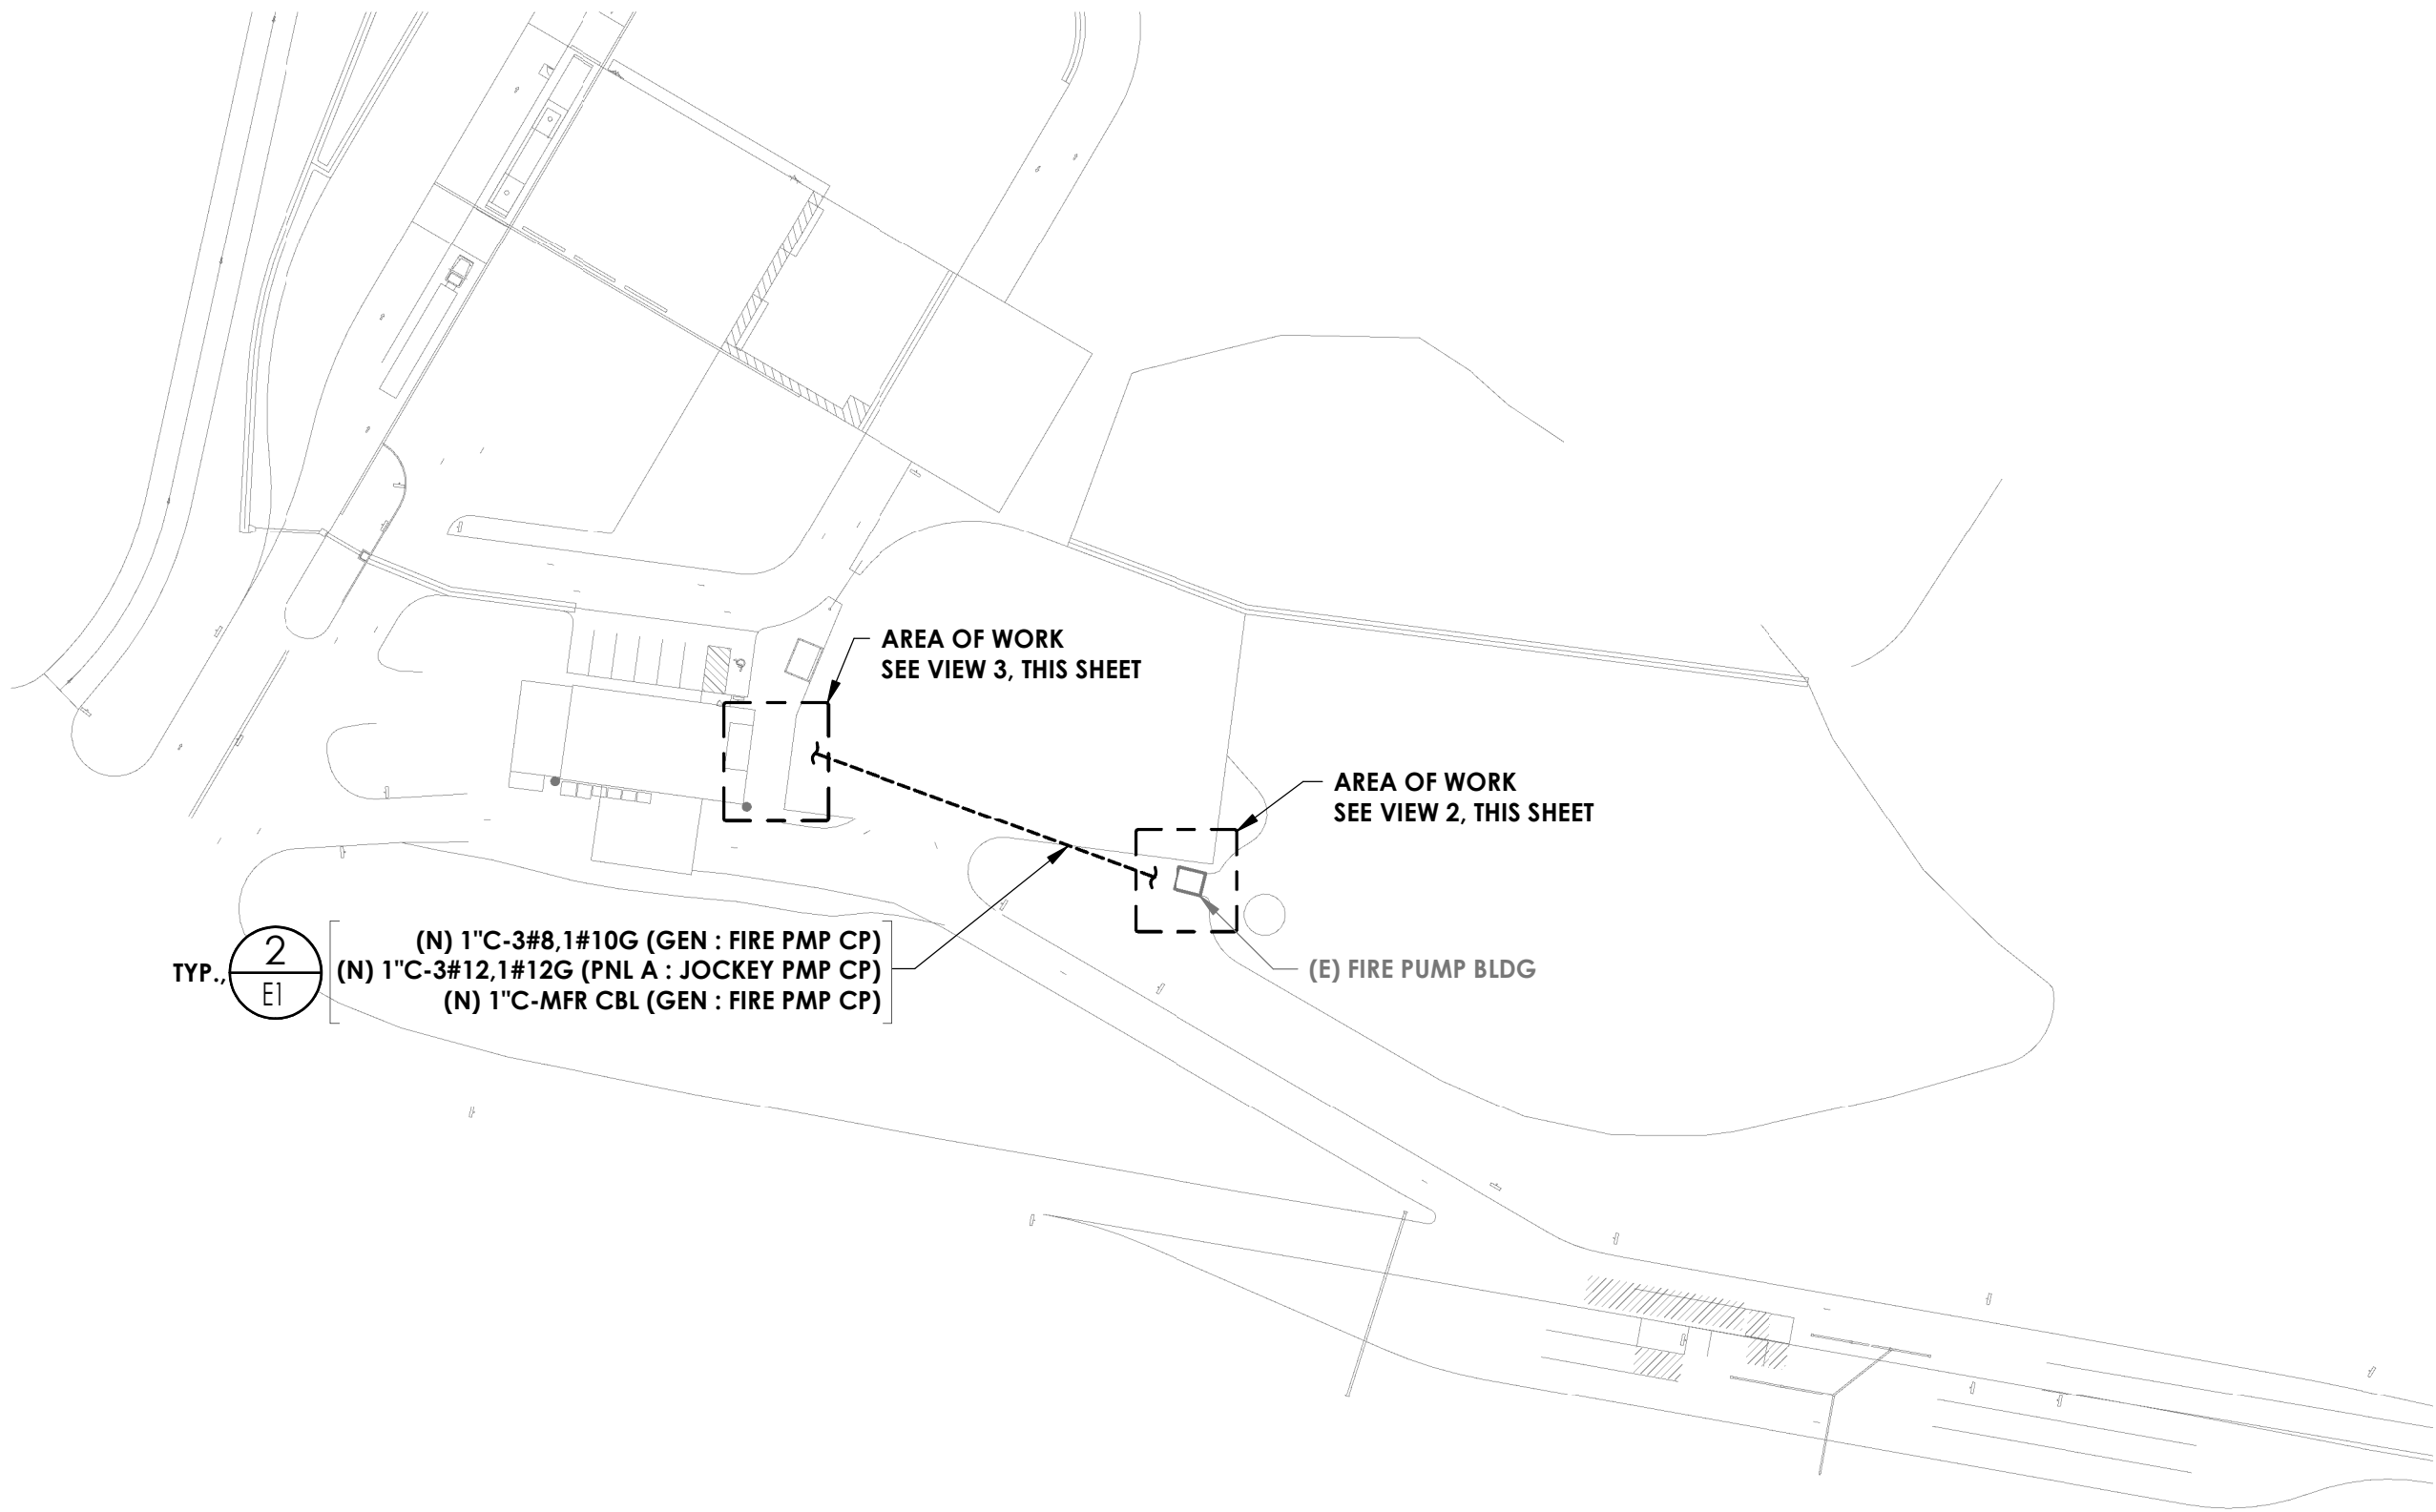 AREA OF WORK
SEE VIEW 3, THIS SHEET
AREA OF WORK
SEE VIEW 2, THIS SHEET
TYP.,
2
E1
(N) 1"C-3#8,1#10G (GEN : FIRE PMP CP)
(N) 1"C-3#12,1#12G (PNL A : JOCKEY PMP CP)
(N) 1"C-MFR CBL (GEN : FIRE PMP CP)
(E) FIRE PUMP BLDG